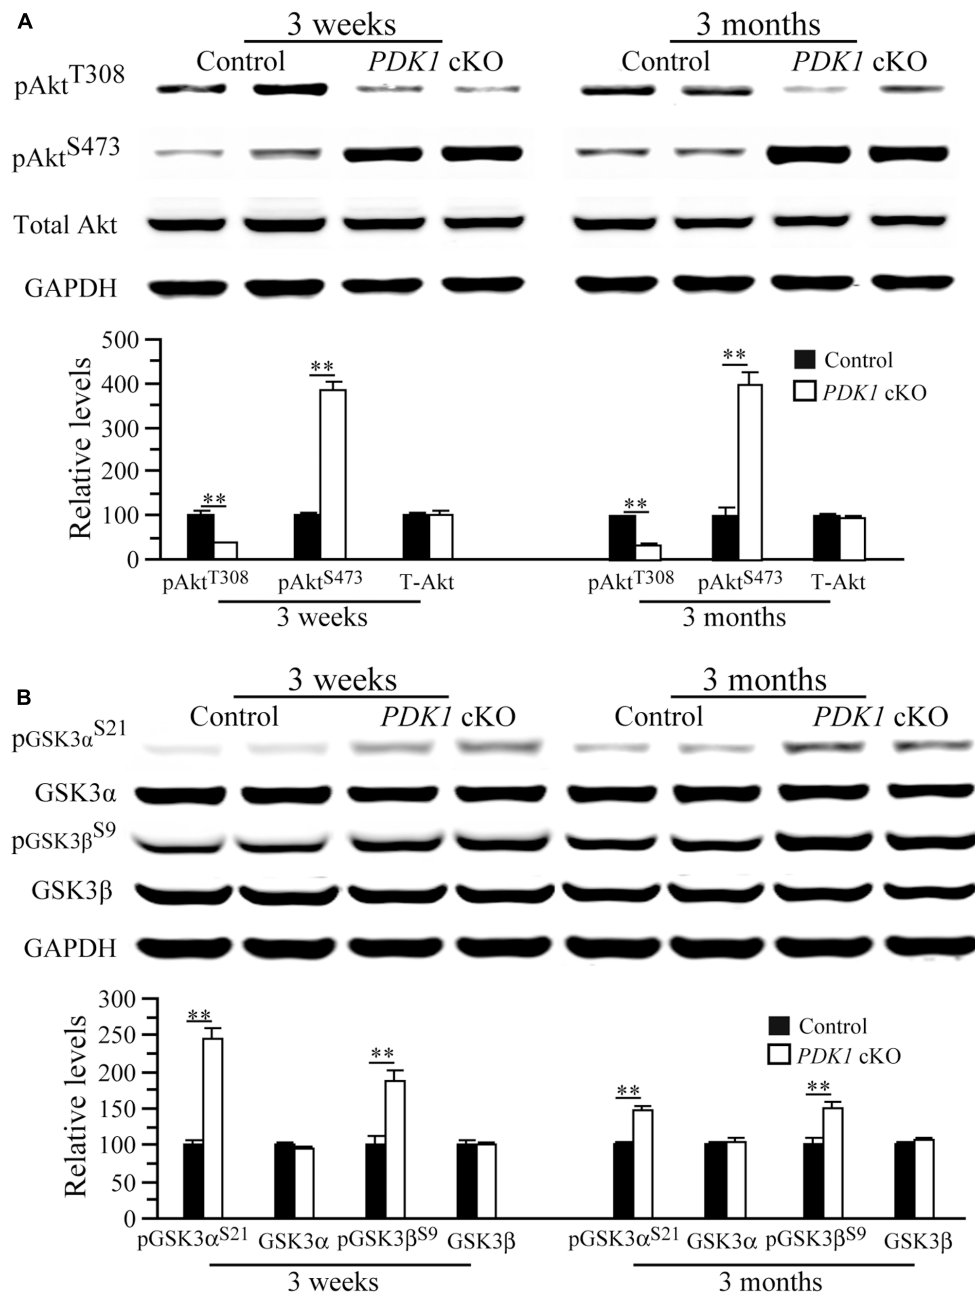 A
3 weeks 3 months
Control PDK1 cKO Control PDK1 cKO
pAktT308
pAktS473
Total Akt
GAPDH
500
400
300
200
100
0
Relative levels
** ** ** **
Control
PDK1 cKO
pAktT308 pAktS473 T-Akt pAktT308 pAktS473 T-Akt
3 weeks 3 months
B
3 weeks 3 months
Control PDK1 cKO Control PDK1 cKO
pGSK3αS21
GSK3α
pGSK3βS9
GSK3β
GAPDH
300
250
200
150
100
50
0
Relative levels
** ** ** **
Control
PDK1 cKO
pGSK3αS21 GSK3α pGSK3βS9 GSK3β pGSK3αS21 GSK3α pGSK3βS9 GSK3β
3 weeks 3 months